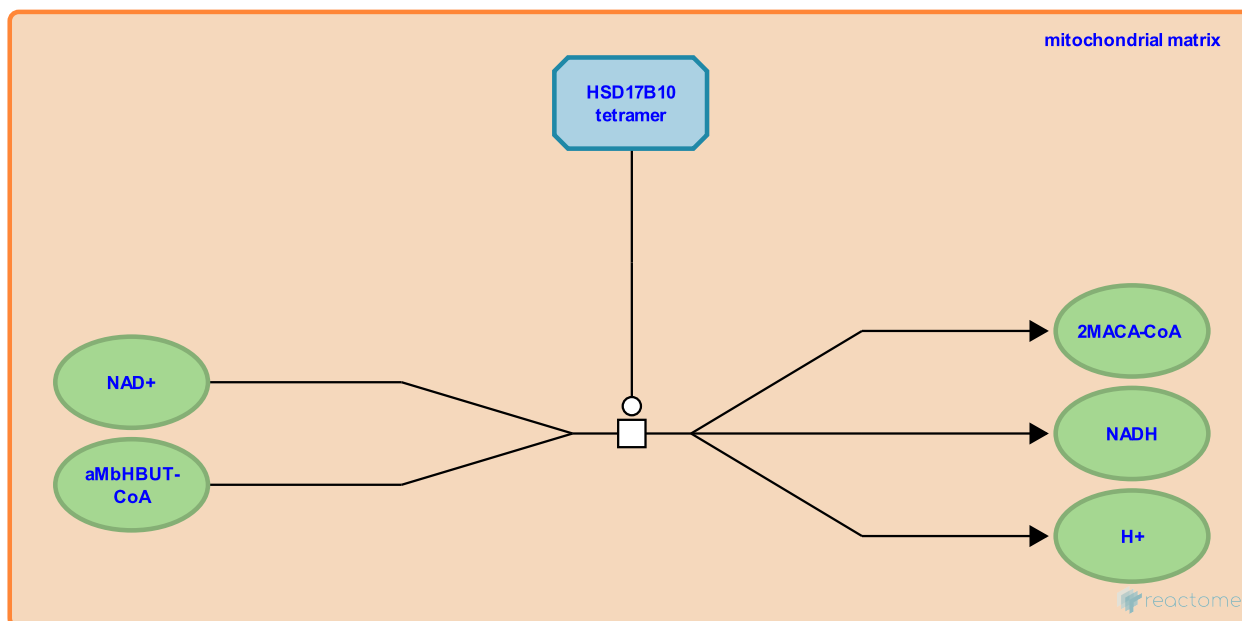 mitochondrial matrix
HSD17B10
tetramer
NAD+
aMbHBUT-
CoA
2MACA-CoA
NADH
H+
reactome